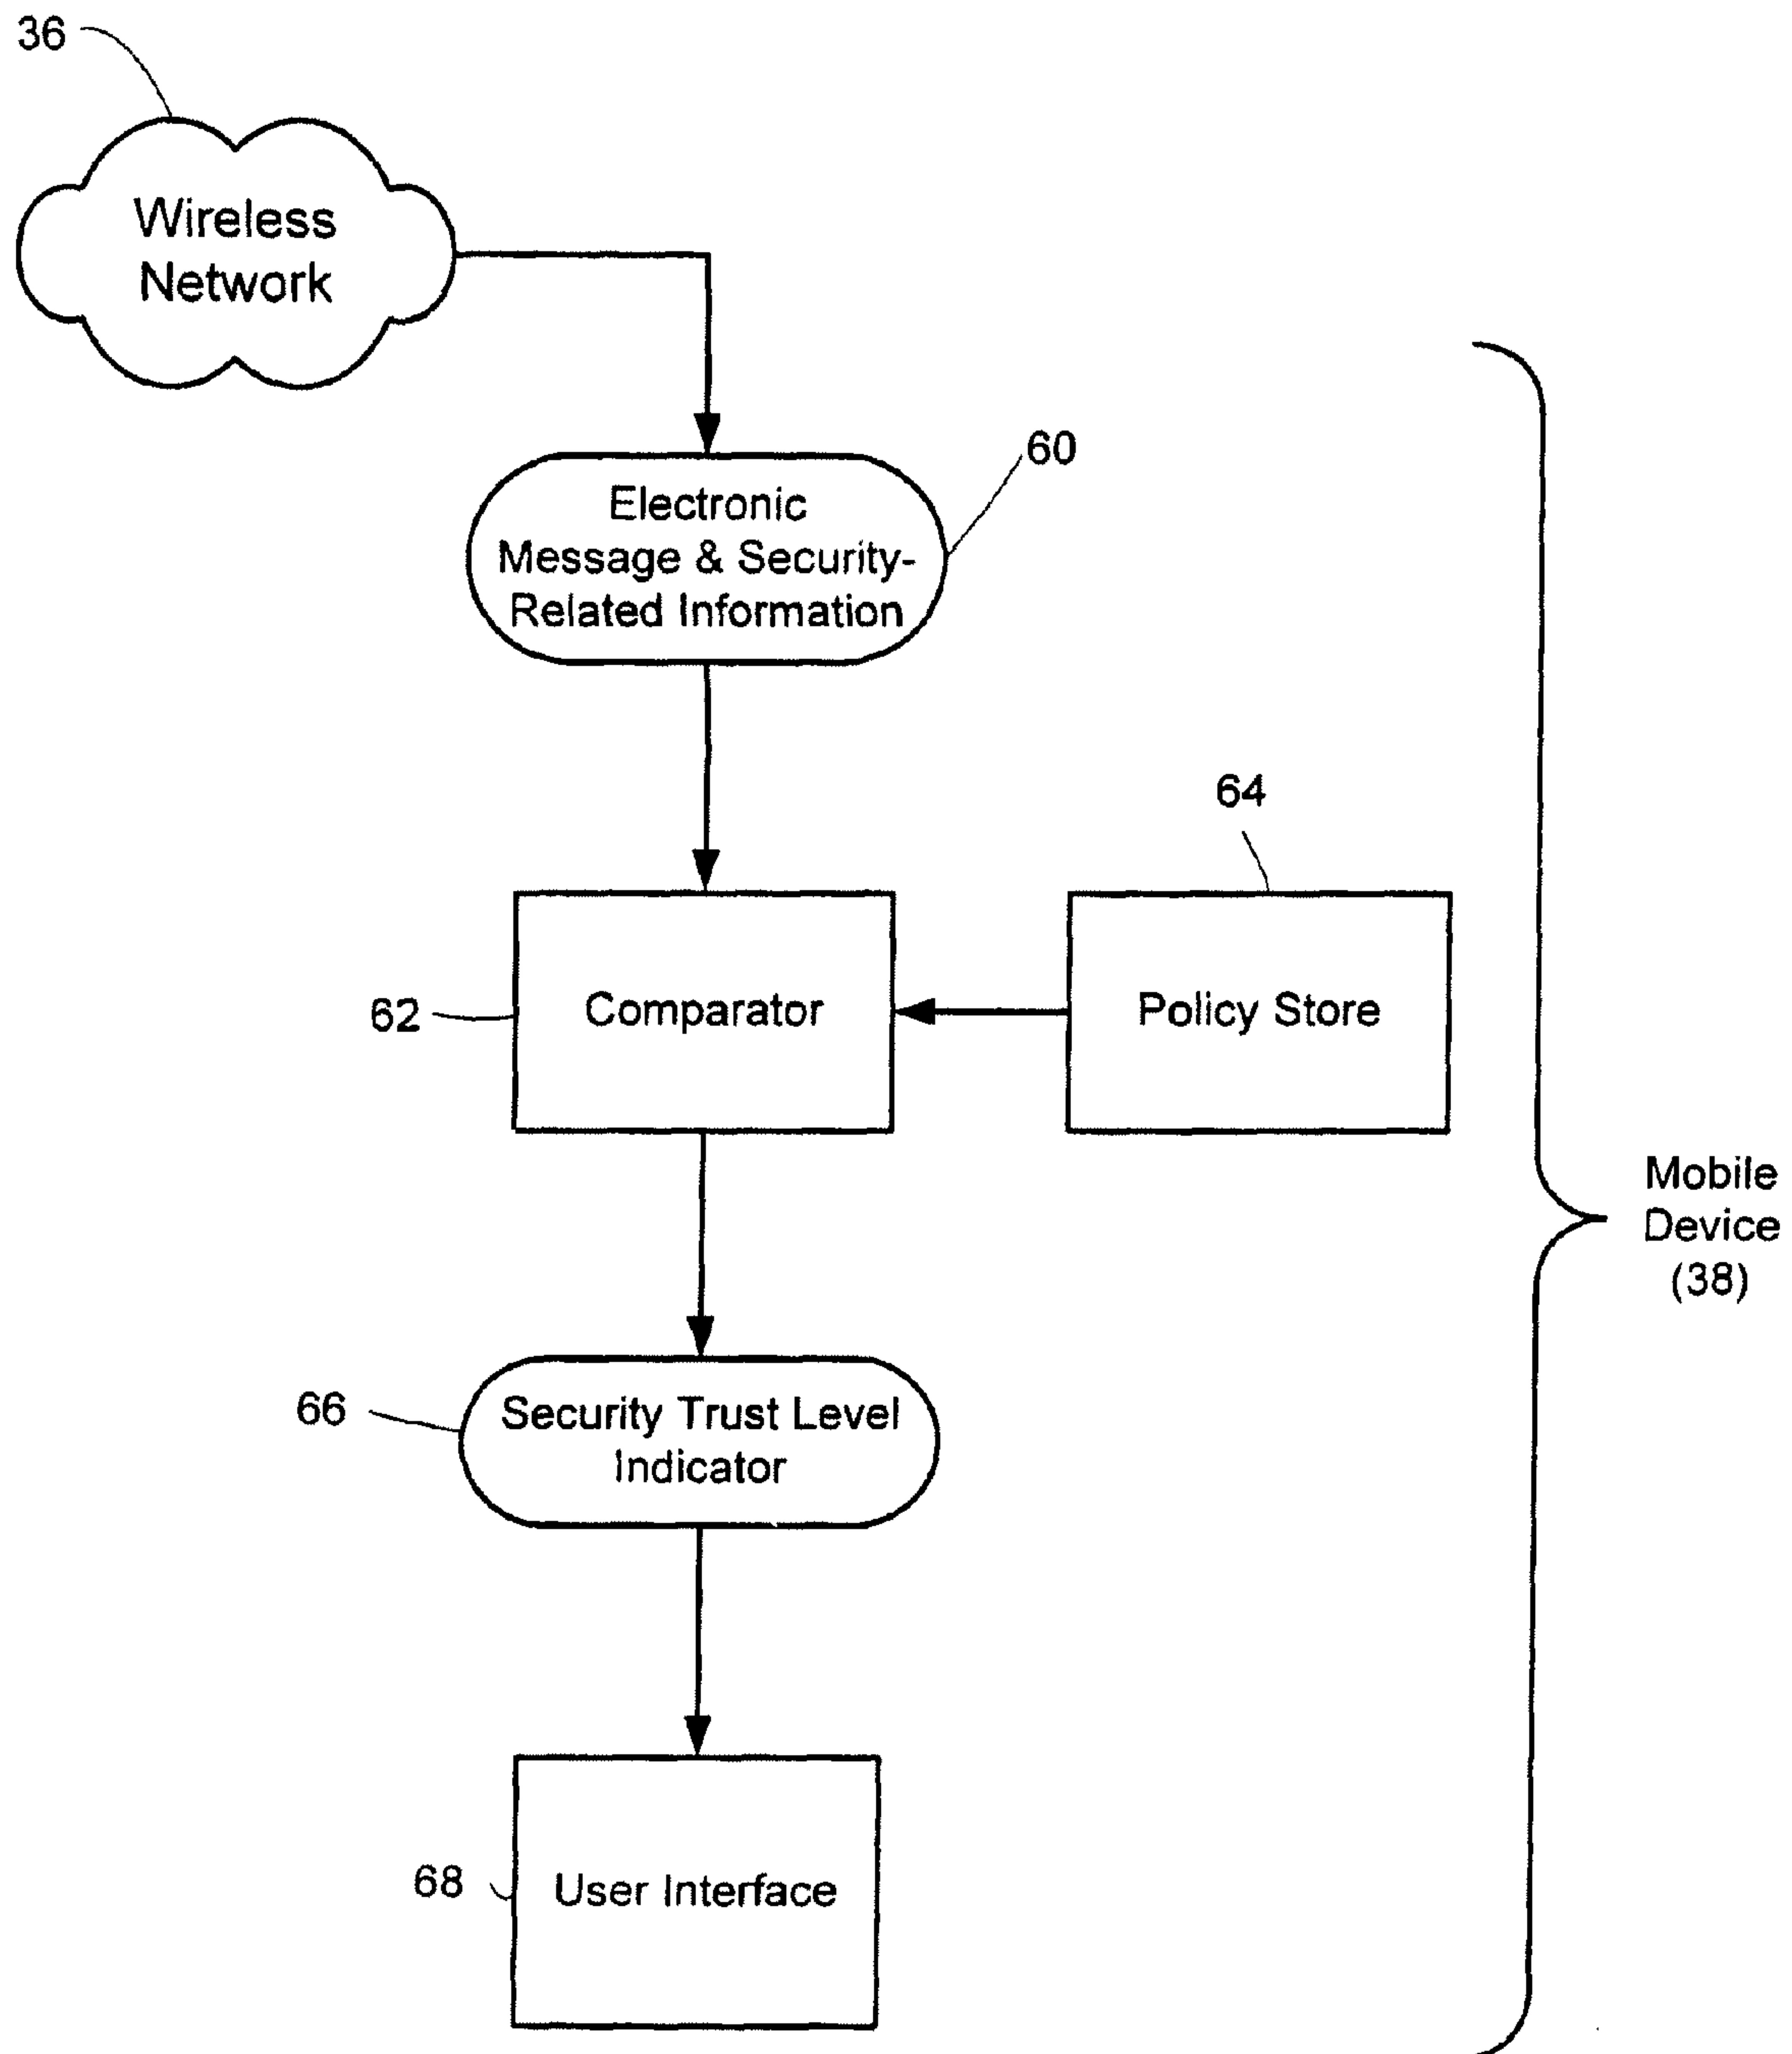 36
Wireless
Network
60
Electronic
Message & Security-
Related Information
64
62
Comparator
Policy Store
Mobile
Device
(38)
66
Security Trust Level
Indicator
68
User Interface